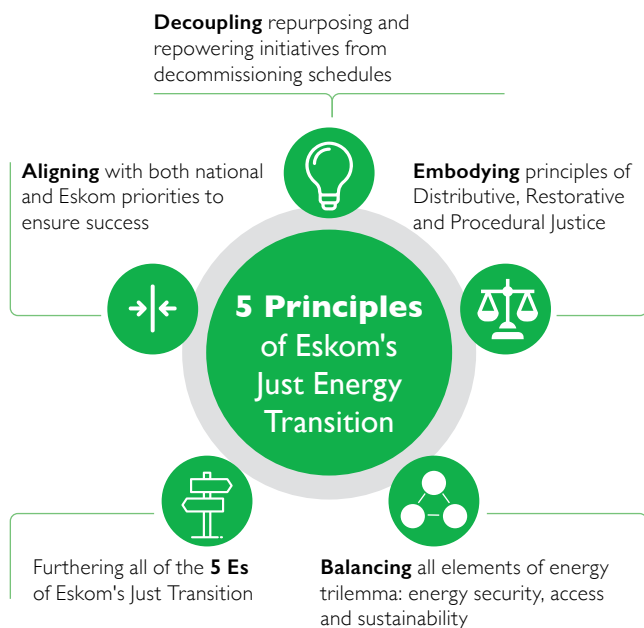 Decoupling repurposing and
repowering initiatives from
decommissioning schedules
Aligning with both national
and Eskom priorities to
ensure success
Embodying principles of
Distributive, Restorative
and Procedural Justice
5 Principles
of Eskom's
Just Energy
Transition
Furthering all of the 5 Es
of Eskom's Just Transition
Balancing all elements of energy
trilemma: energy security, access
and sustainability